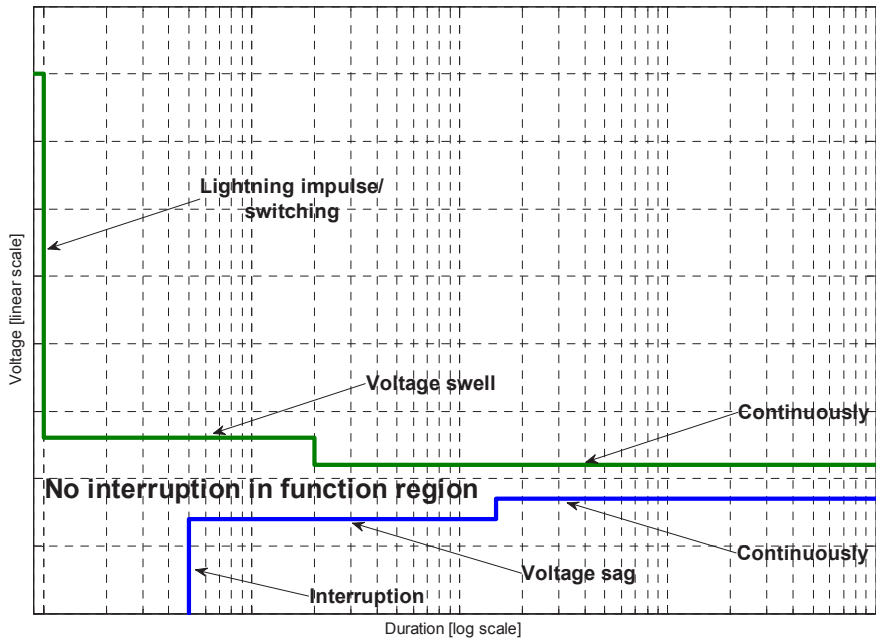 Lightning impulse/
switching
Voltage [linear scale]
Voltage swell
Continuously
No interruption in function region
Continuously
Voltage sag
Interruption
Duration [log scale]